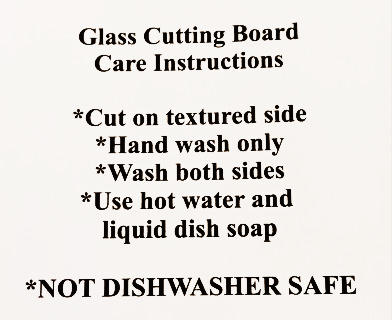 Glass Cutting Board
Care Instructions
*Cut on textured side
*Hand wash only
*Wash both sides
*Use hot water and
liquid dish soap
*NOT DISHWASHER SAFE